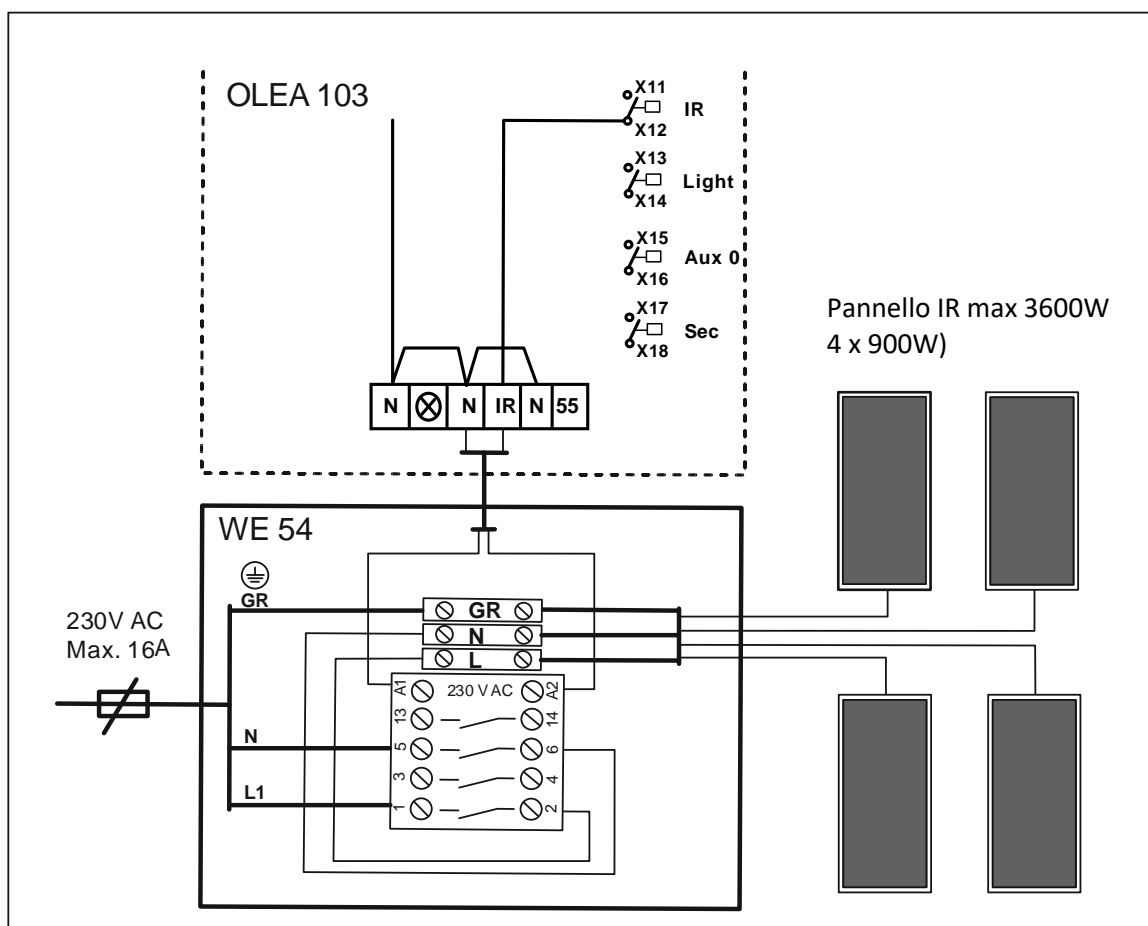 OLEA 103
X11
IR
X12
X13
Light
X14
X15
Aux 0
X16
X17
Sec
X18
N N IR N 55
Pannello IR max 3600W
4 x 900W)
WE 54
GR
230V AC
Max. 16A
GR
N
L
A1 230 V AC A2
13 14
N
5 6
3 4
L1
1 2